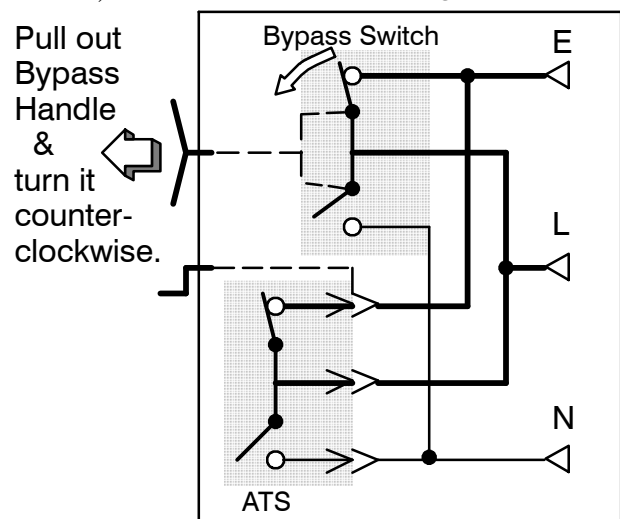 Pull out
Bypass
Handle
&
turn it
counter-
clockwise.
Bypass Switch
E
L
N
ATS